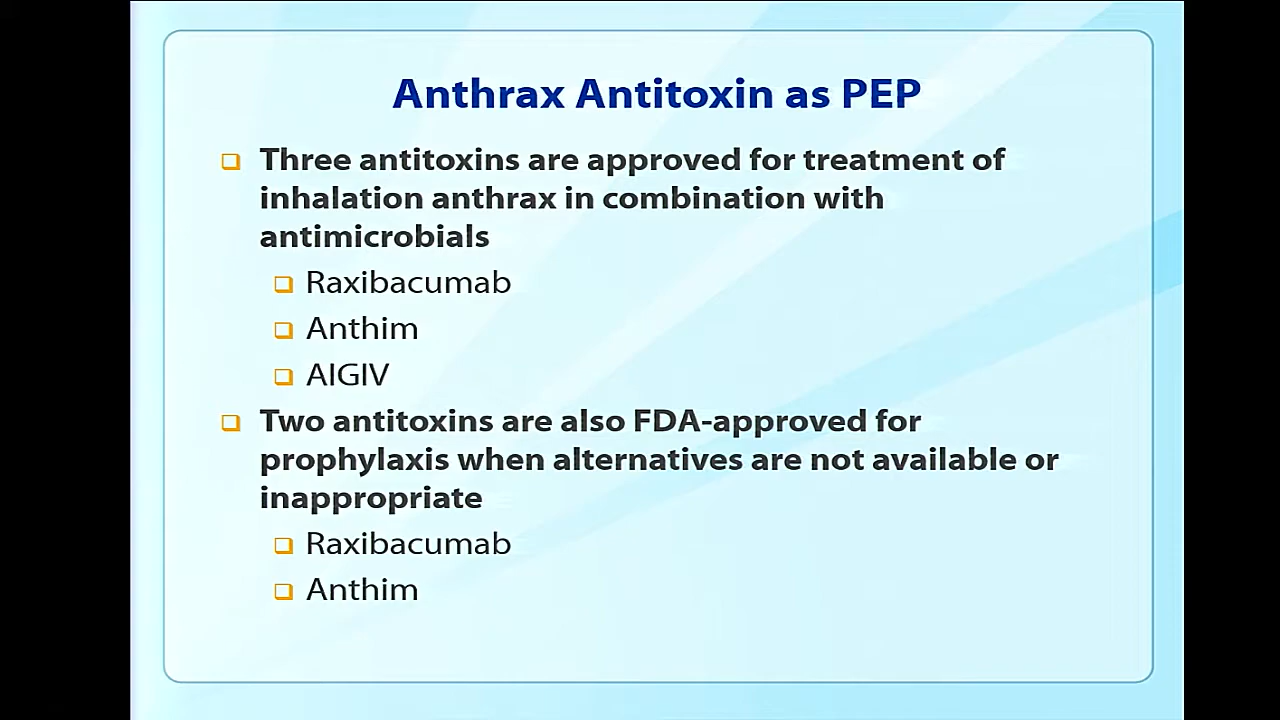 Anthrax Antitoxin as PEP
Three antitoxins are approved for treatment of
inhalation anthrax in combination with
antimicrobials
Raxibacumab
Anthim
AIGIV
Two antitoxins are also FDA-approved for
prophylaxis when alternatives are not available or
inappropriate
Raxibacumab
Anthim